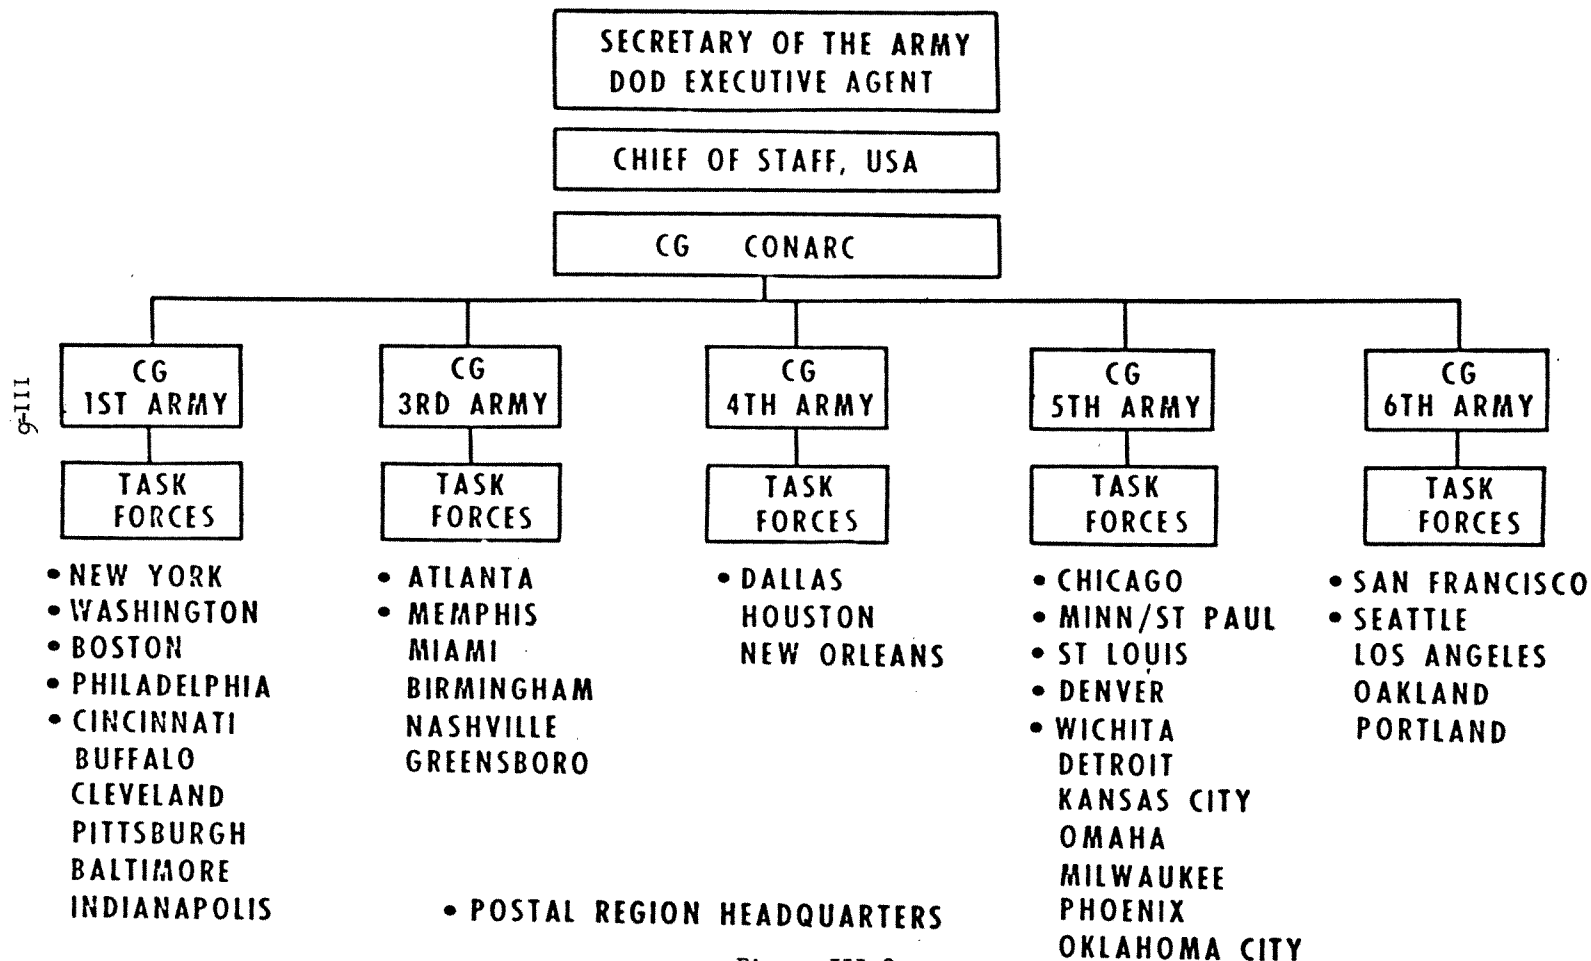 SECRETARY OF THE ARMY
DOD EXECUTIVE AGENT
CHIEF OF STAFF, USA
CG CONARC
CG
1ST ARMY
TASK
FORCES
• NEW YORK
• WASHINGTON
• BOSTON
• PHILADELPHIA
• CINCINNATI
BUFFALO
CLEVELAND
PITTSBURGH
BALTIMORE
INDIANAPOLIS
CG
3RD ARMY
TASK
FORCES
• ATLANTA
• MEMPHIS
MIAMI
BIRMINGHAM
NASHVILLE
GREENSBORO
CG
4TH ARMY
TASK
FORCES
• DALLAS
HOUSTON
NEW ORLEANS
CG
5TH ARMY
TASK
FORCES
• CHICAGO
• MINN/ST PAUL
• ST LOUIS
• DENVER
• WICHITA
DETROIT
KANSAS CITY
OMAHA
MILWAUKEE
PHOENIX
OKLAHOMA CITY
CG
6TH ARMY
TASK
FORCES
• SAN FRANCISCO
• SEATTLE
LOS ANGELES
OAKLAND
PORTLAND
• POSTAL REGION HEADQUARTERS